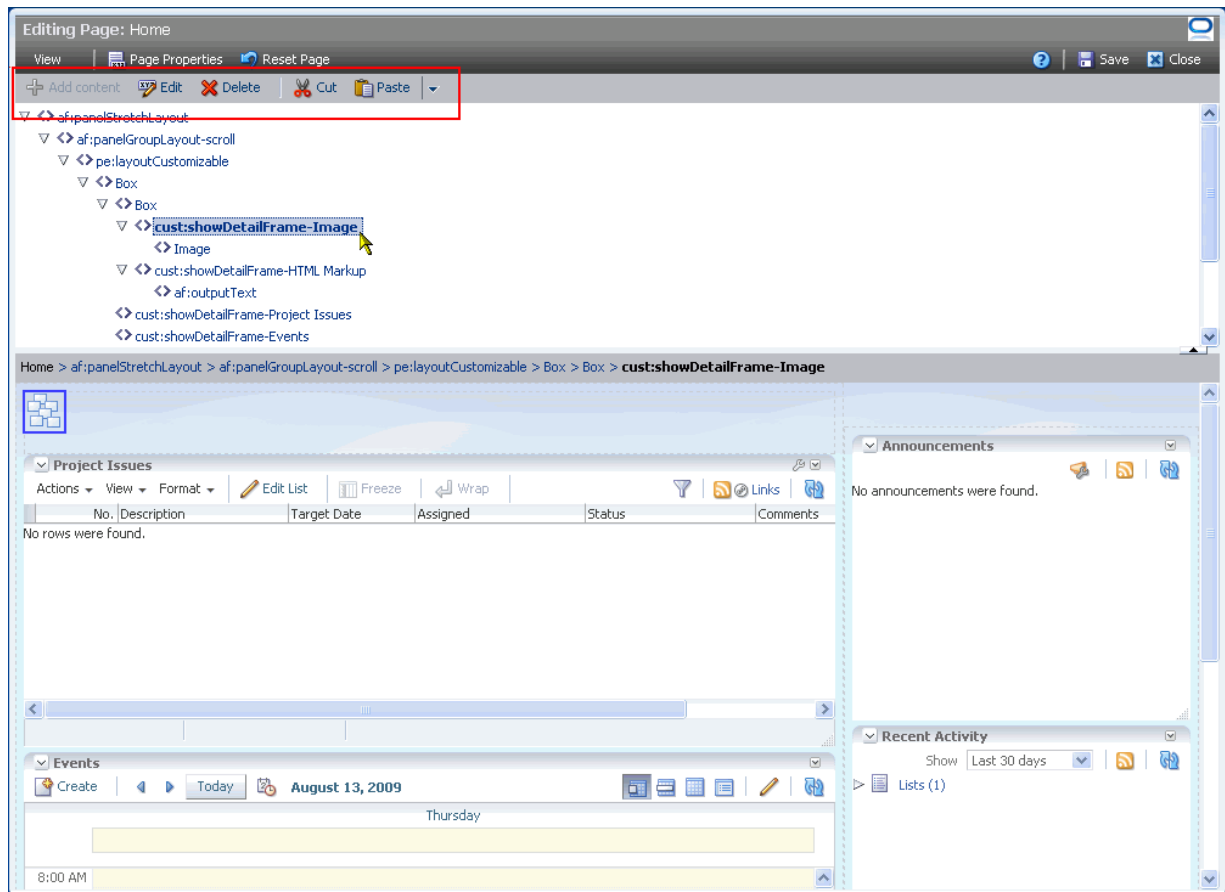 Editing Page: Home
View Page Properties Reset Page Save Close
Add content Edit Delete Cut Paste
<> af:panelStretchLayout
<> af:panelGroupLayout-scroll
<> pe:layoutCustomizable
<> Box
<> Box
<> cust:showDetailFrame-Image
<> Image
<> cust:showDetailFrame-HTML Markup
<> af:outputText
<> cust:showDetailFrame-Project Issues
<> cust:showDetailFrame-Events
Home > af:panelStretchLayout > af:panelGroupLayout-scroll > pe:layoutCustomizable > Box > Box > cust:showDetailFrame-Image
Project Issues
Actions View Format Edit List Freeze Wrap Links
No. Description Target Date Assigned Status Comments
No rows were found.
Events
Create Today August 13, 2009
Thursday
8:00 AM
Announcements
No announcements were found.
Recent Activity
Show Last 30 days
Lists (1)